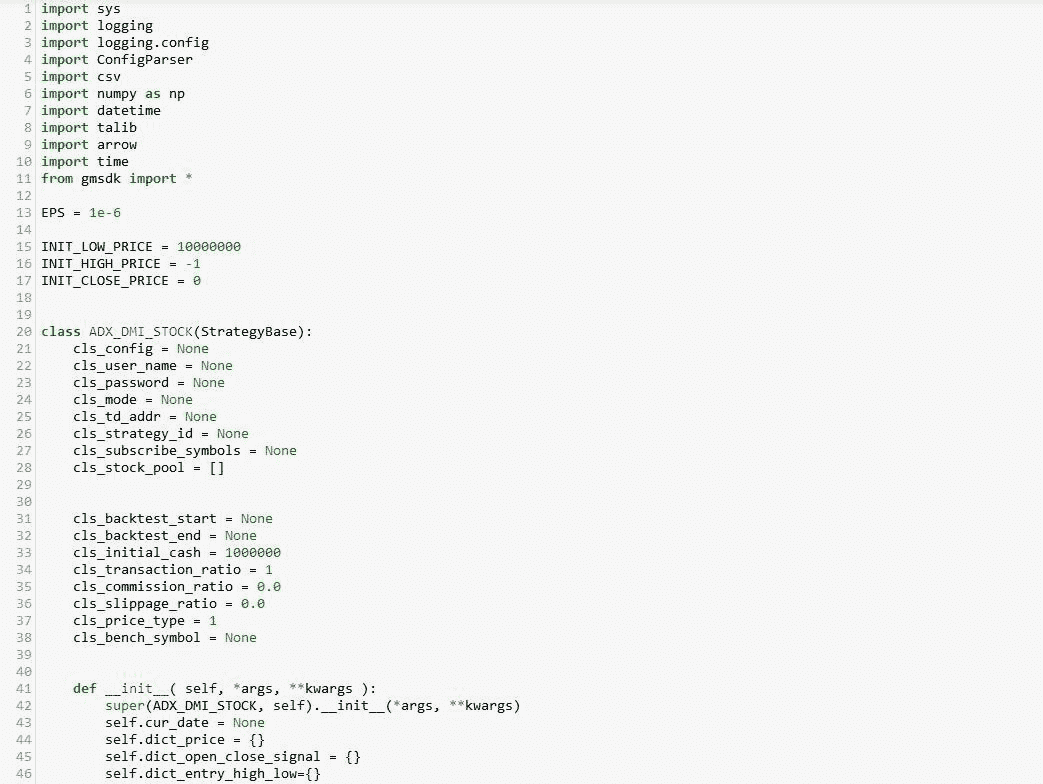 1 import sys
2 import logging
3 import logging.config
4 import ConfigParser
5 import csv
6 import numpy as np
7 import datetime
8 import talib
9 import arrow
10 import time
11 from gmsdk import *
12
13 EPS = 1e-6
14
15 INIT_LOW_PRICE = 10000000
16 INIT_HIGH_PRICE = -1
17 INIT_CLOSE_PRICE = 0
18
19
20 class ADX_DMI_STOCK(StrategyBase):
21     cls_config = None
22     cls_user_name = None
23     cls_password = None
24     cls_mode = None
25     cls_td_addr = None
26     cls_strategy_id = None
27     cls_subscribe_symbols = None
28     cls_stock_pool = []
29
30
31     cls_backtest_start = None
32     cls_backtest_end = None
33     cls_initial_cash = 1000000
34     cls_transaction_ratio = 1
35     cls_commission_ratio = 0.0
36     cls_slippage_ratio = 0.0
37     cls_price_type = 1
38     cls_bench_symbol = None
39
40
41     def __init__( self, *args, **kwargs ):
42         super(ADX_DMI_STOCK, self).__init__(*args, **kwargs)
43         self.cur_date = None
44         self.dict_price = {}
45         self.dict_open_close_signal = {}
46         self.dict_entry_high_low={}